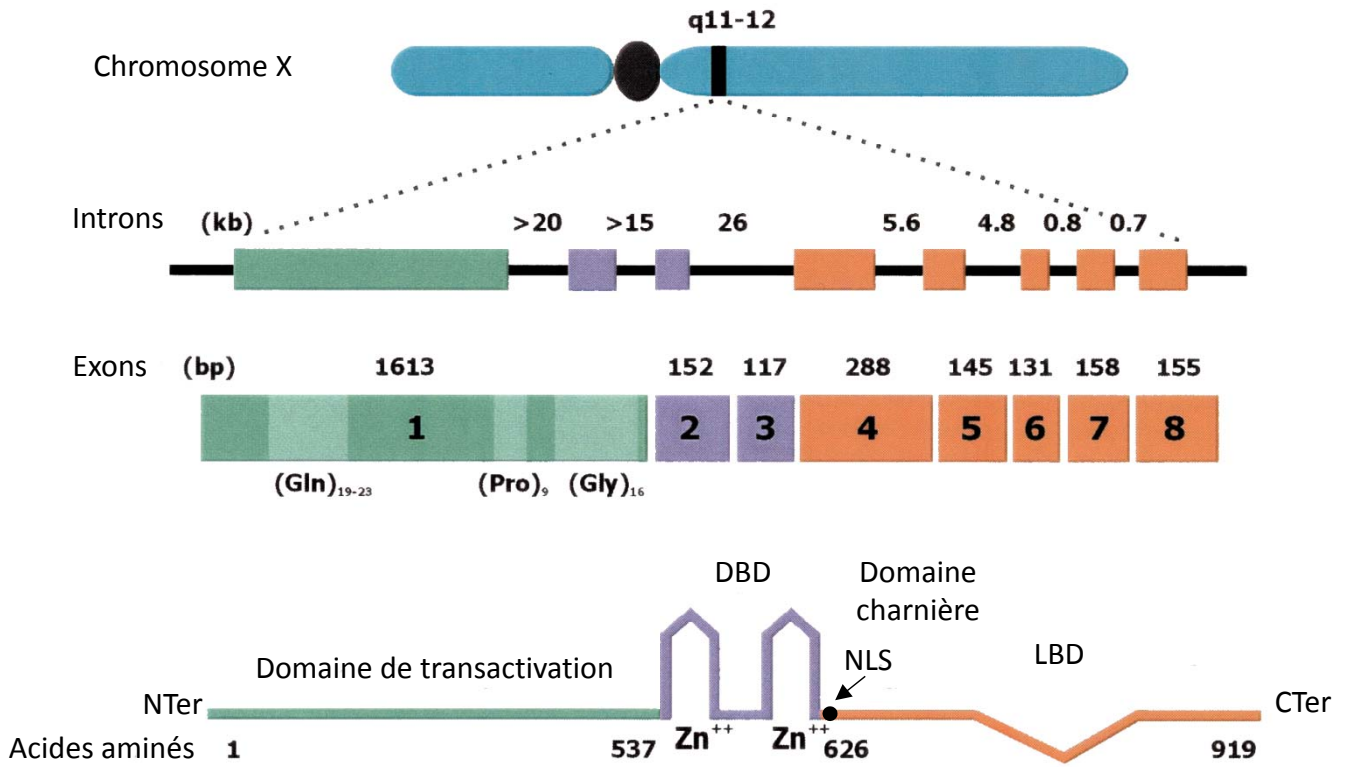 q11-12
Chromosome X
Introns (kb) >20 >15 26 5.6 4.8 0.8 0.7
Exons (bp) 1613 152 117 288 145 131 158 155
1 2 3 4 5 6 7 8
(Gln)₁₉₋₂₃ (Pro)₉ (Gly)₁₆
DBD Domaine
charnière
NLS LBD
Domaine de transactivation
NTer CTer
Zn⁺⁺ Zn⁺⁺
Acides aminés 1 537 626 919